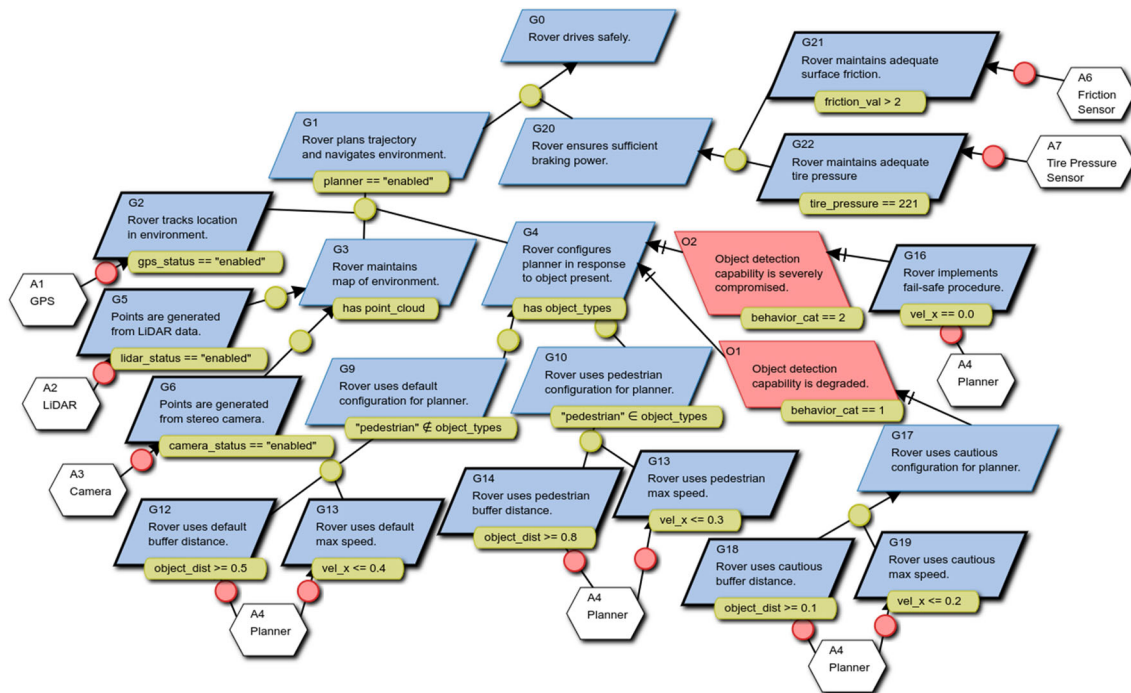 G0
Rover drives safely.
G21
Rover maintains adequate
surface friction.
friction_val > 2
A6
Friction
Sensor
G1
Rover plans trajectory
and navigates environment.
planner == "enabled"
G20
Rover ensures sufficient
braking power.
G22
Rover maintains adequate
tire pressure
tire_pressure == 221
A7
Tire Pressure
Sensor
G2
Rover tracks location
in environment.
gps_status == "enabled"
A1
GPS
G3
Rover maintains
map of environment.
has point_cloud
G4
Rover configures
planner in response
to object present.
has object_types
O2
Object detection
capability is severely
compromised.
behavior_cat == 2
G16
Rover implements
fail-safe procedure.
vel_x == 0.0
A4
Planner
G5
Points are generated
from LiDAR data.
lidar_status == "enabled"
A2
LiDAR
G6
Points are generated
from stereo camera.
camera_status == "enabled"
A3
Camera
G9
Rover uses default
configuration for planner.
"pedestrian" ∉ object_types
G10
Rover uses pedestrian
configuration for planner.
"pedestrian" ∈ object_types
O1
Object detection
capability is degraded.
behavior_cat == 1
G17
Rover uses cautious
configuration for planner.
G12
Rover uses default
buffer distance.
object_dist >= 0.5
G13
Rover uses default
max speed.
vel_x <= 0.4
A4
Planner
G14
Rover uses pedestrian
buffer distance.
object_dist >= 0.8
G13
Rover uses pedestrian
max speed.
vel_x <= 0.3
A4
Planner
G18
Rover uses cautious
buffer distance.
object_dist >= 0.1
G19
Rover uses cautious
max speed.
vel_x <= 0.2
A4
Planner